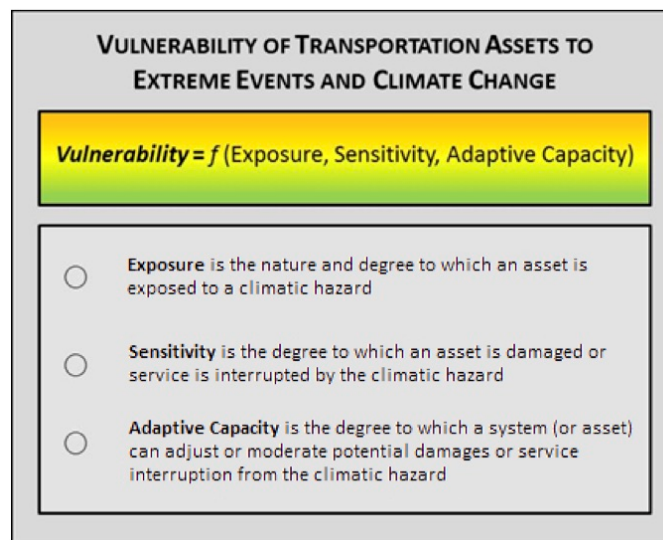 VULNERABILITY OF TRANSPORTATION ASSETS TO
EXTREME EVENTS AND CLIMATE CHANGE
Vulnerability = f (Exposure, Sensitivity, Adaptive Capacity)
Exposure is the nature and degree to which an asset is
exposed to a climatic hazard
Sensitivity is the degree to which an asset is damaged or
service is interrupted by the climatic hazard
Adaptive Capacity is the degree to which a system (or asset)
can adjust or moderate potential damages or service
interruption from the climatic hazard